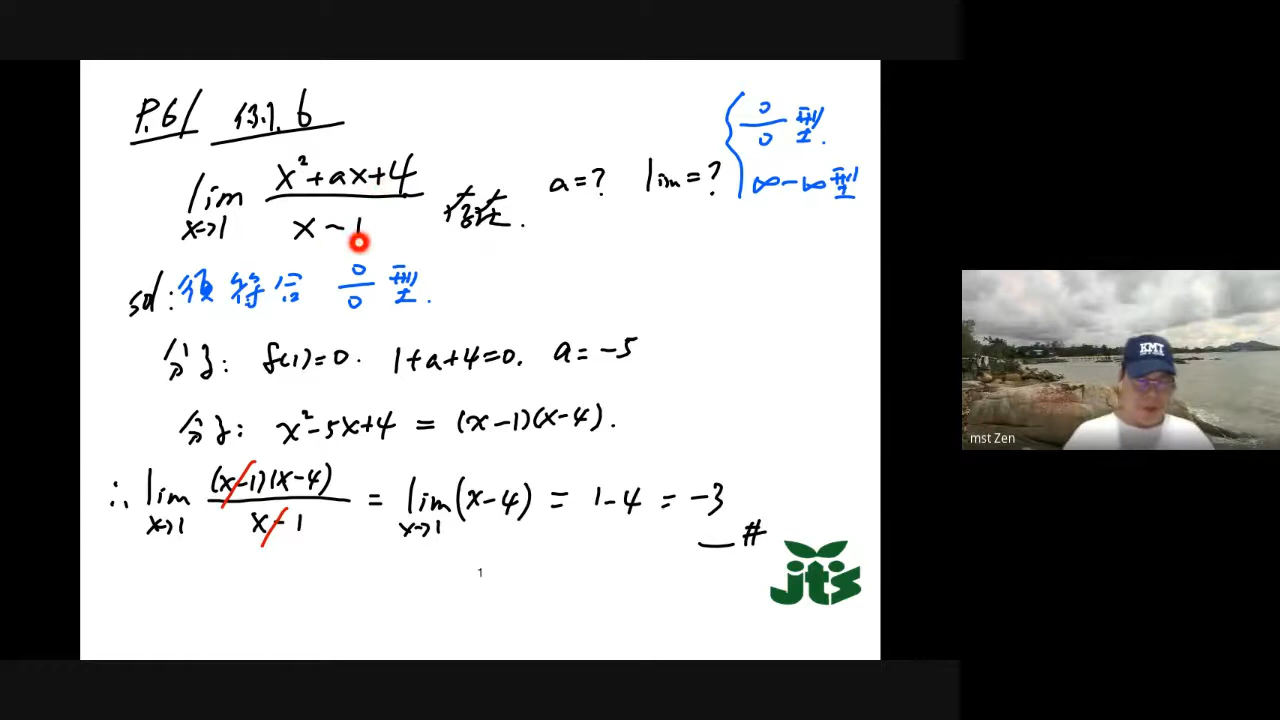 P.61 例.6
lim x→1 (x²+ax+4)/(x-1) 存在. a=? lim=?
{ 0/0 型.
∞-∞ 型
sol: 須符合 0/0 型.
分子: f(1)=0. 1+a+4=0. a=-5
分子: x²-5x+4 = (x-1)(x-4).
∴ lim x→1 (x-1)(x-4)/(x-1) = lim x→1 (x-4) = 1-4 = -3 #
1
jts
KMT
mst Zen